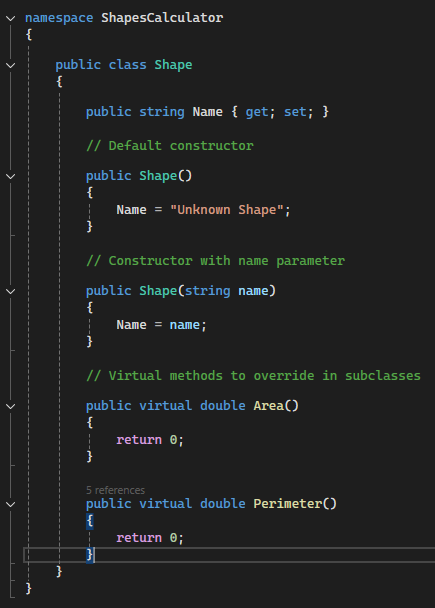 namespace ShapesCalculator
{
public class Shape
{
public string Name { get; set; }
// Default constructor
public Shape()
{
Name = "Unknown Shape";
}
// Constructor with name parameter
public Shape(string name)
{
Name = name;
}
// Virtual methods to override in subclasses
public virtual double Area()
{
return 0;
}
5 references
public virtual double Perimeter()
{
return 0;
}
}
}